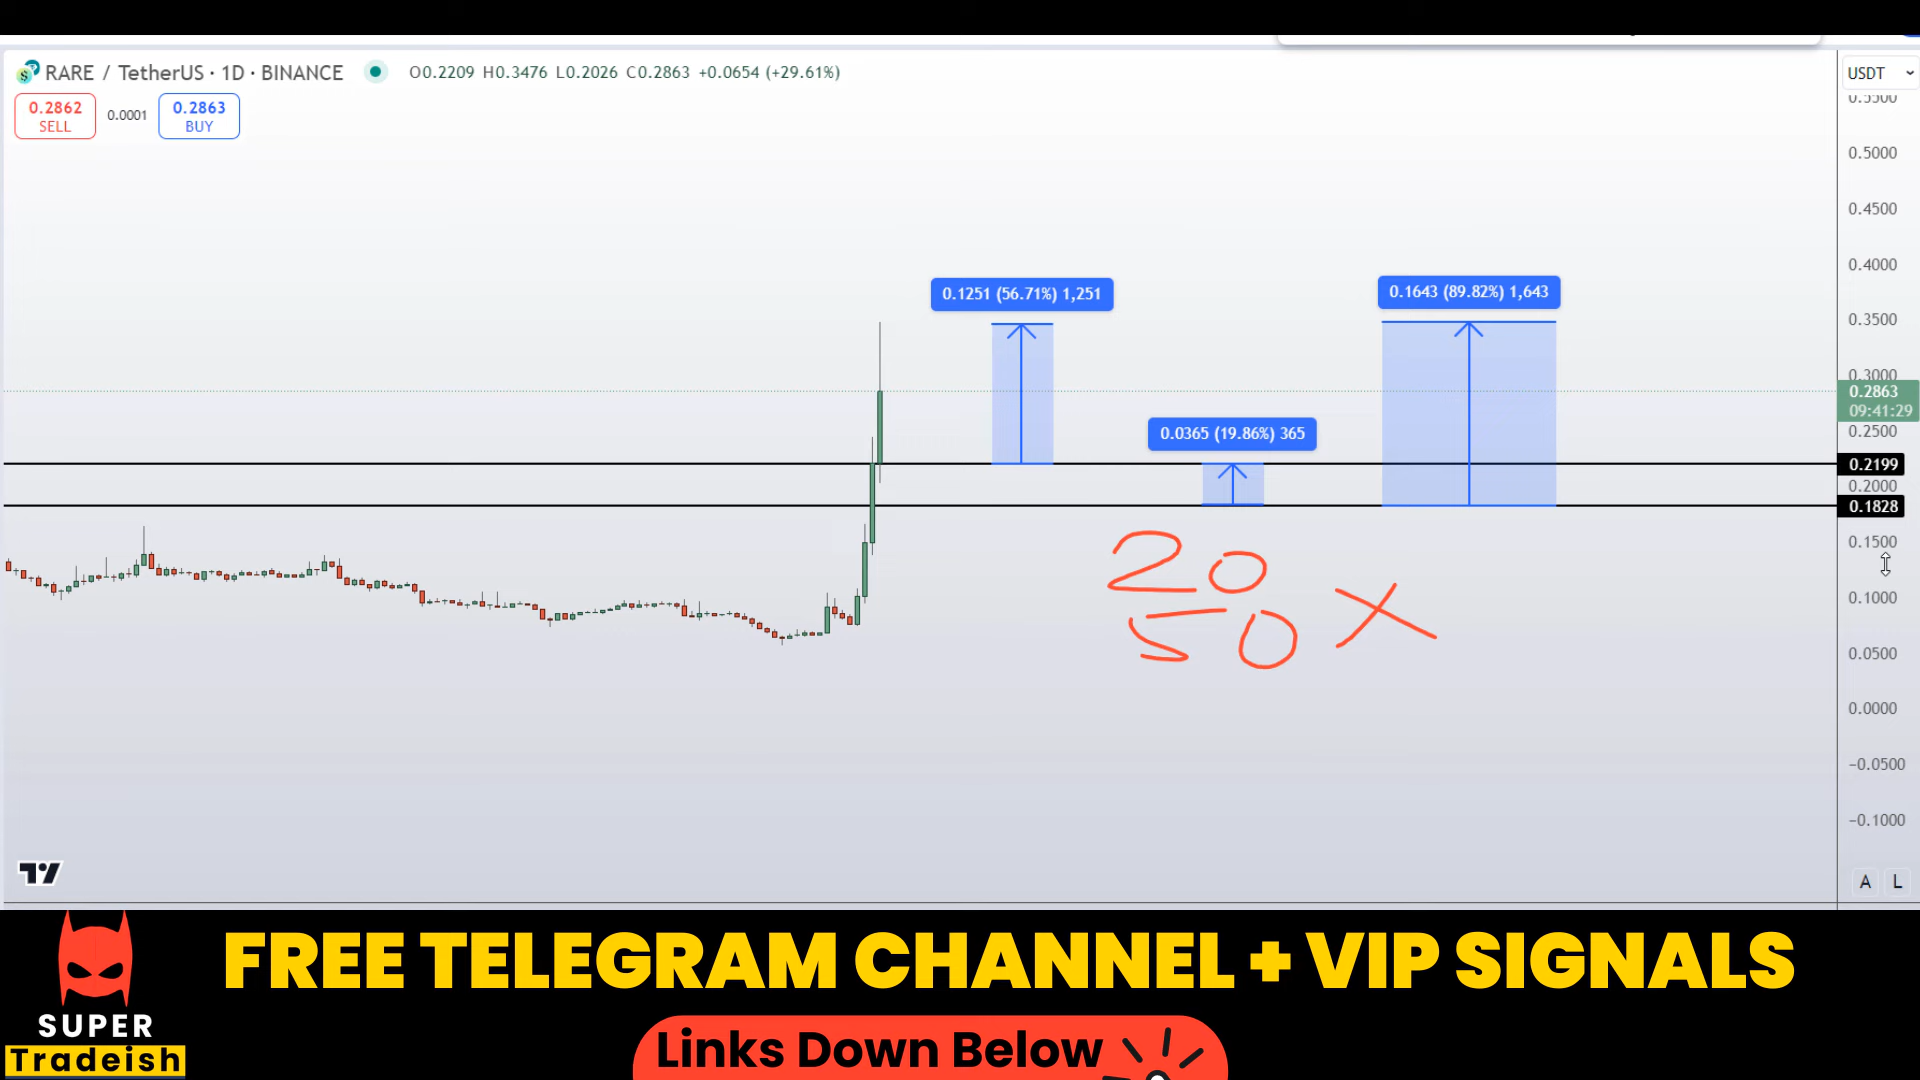 RARE / TetherUS · 1D · BINANCE O0.2209 H0.3476 L0.2026 C0.2863 +0.0654 (+29.61%)
USDT
0.2862
SELL
0.0001
0.2863
BUY
0.5500
0.5000
0.4500
0.4000
0.3500
0.3000
0.2863
09:41:29
0.2500
0.2199
0.2000
0.1828
0.1500
0.1000
0.0500
0.0000
−0.0500
−0.1000
0.1251 (56.71%) 1,251
0.0365 (19.86%) 365
0.1643 (89.82%) 1,643
20
50 X
A L
FREE TELEGRAM CHANNEL + VIP SIGNALS
SUPER
Tradeish
Links Down Below